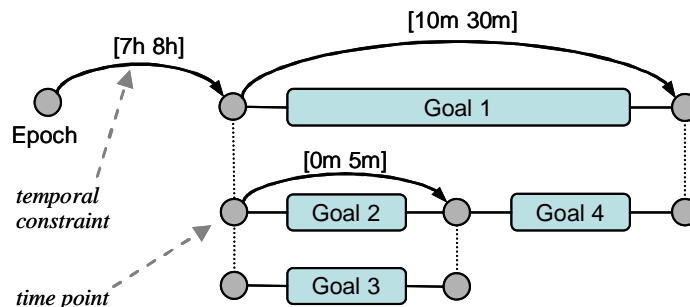 [7h 8h]
[10m 30m]
Goal 1
Epoch
[0m 5m]
temporal
constraint
Goal 2
Goal 4
time point
Goal 3